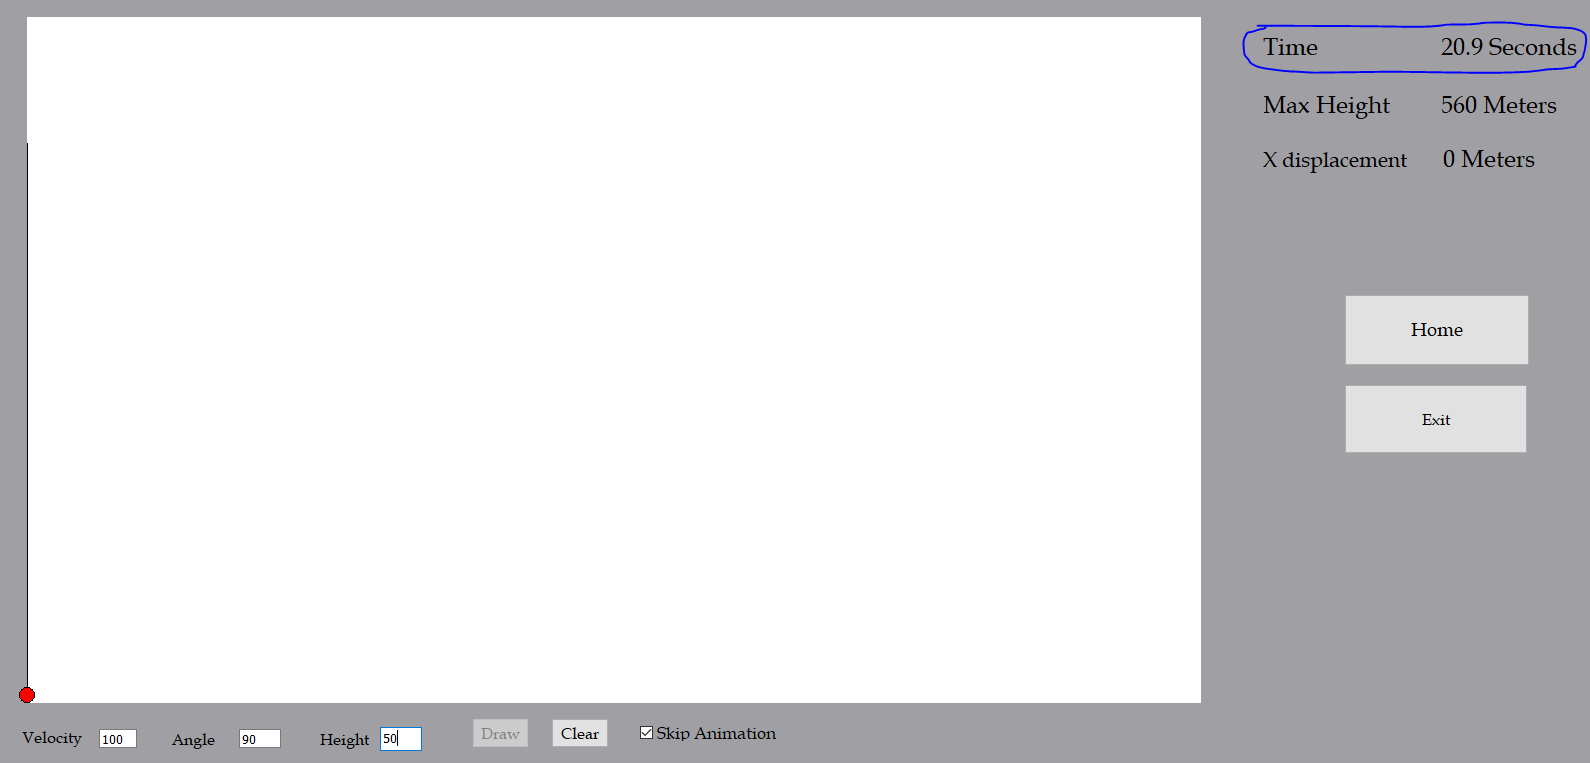 Time 20.9 Seconds
Max Height 560 Meters
X displacement 0 Meters
Home
Exit
Velocity 100 Angle 90 Height 50 Draw Clear Skip Animation